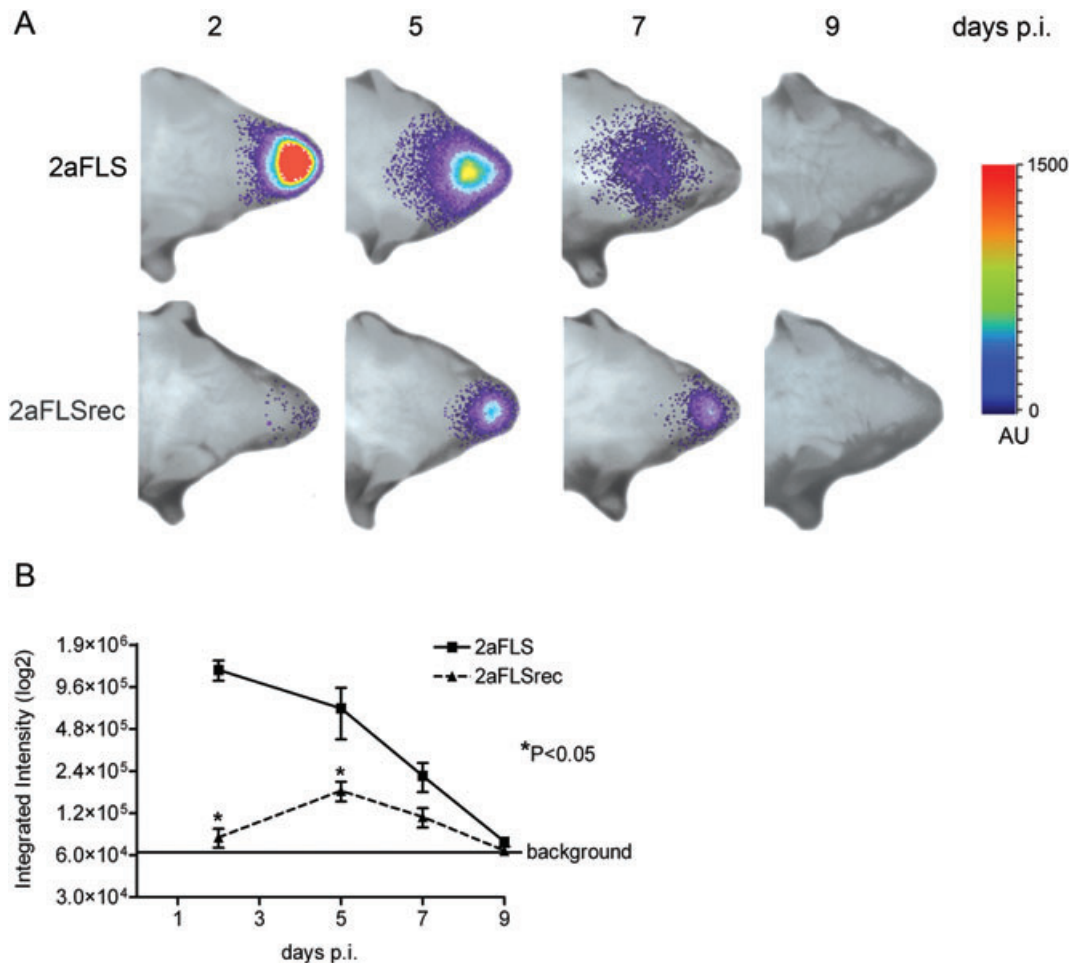 A
2 5 7 9 days p.i.
2aFLS
2aFLSrec
1500
0
AU
B
Integrated Intensity (log2)
1.9×10⁶
9.6×10⁵
4.8×10⁵
2.4×10⁵
1.2×10⁵
6.0×10⁴
3.0×10⁴
2aFLS
2aFLSrec
*P<0.05
*
*
background
1 3 5 7 9
days p.i.